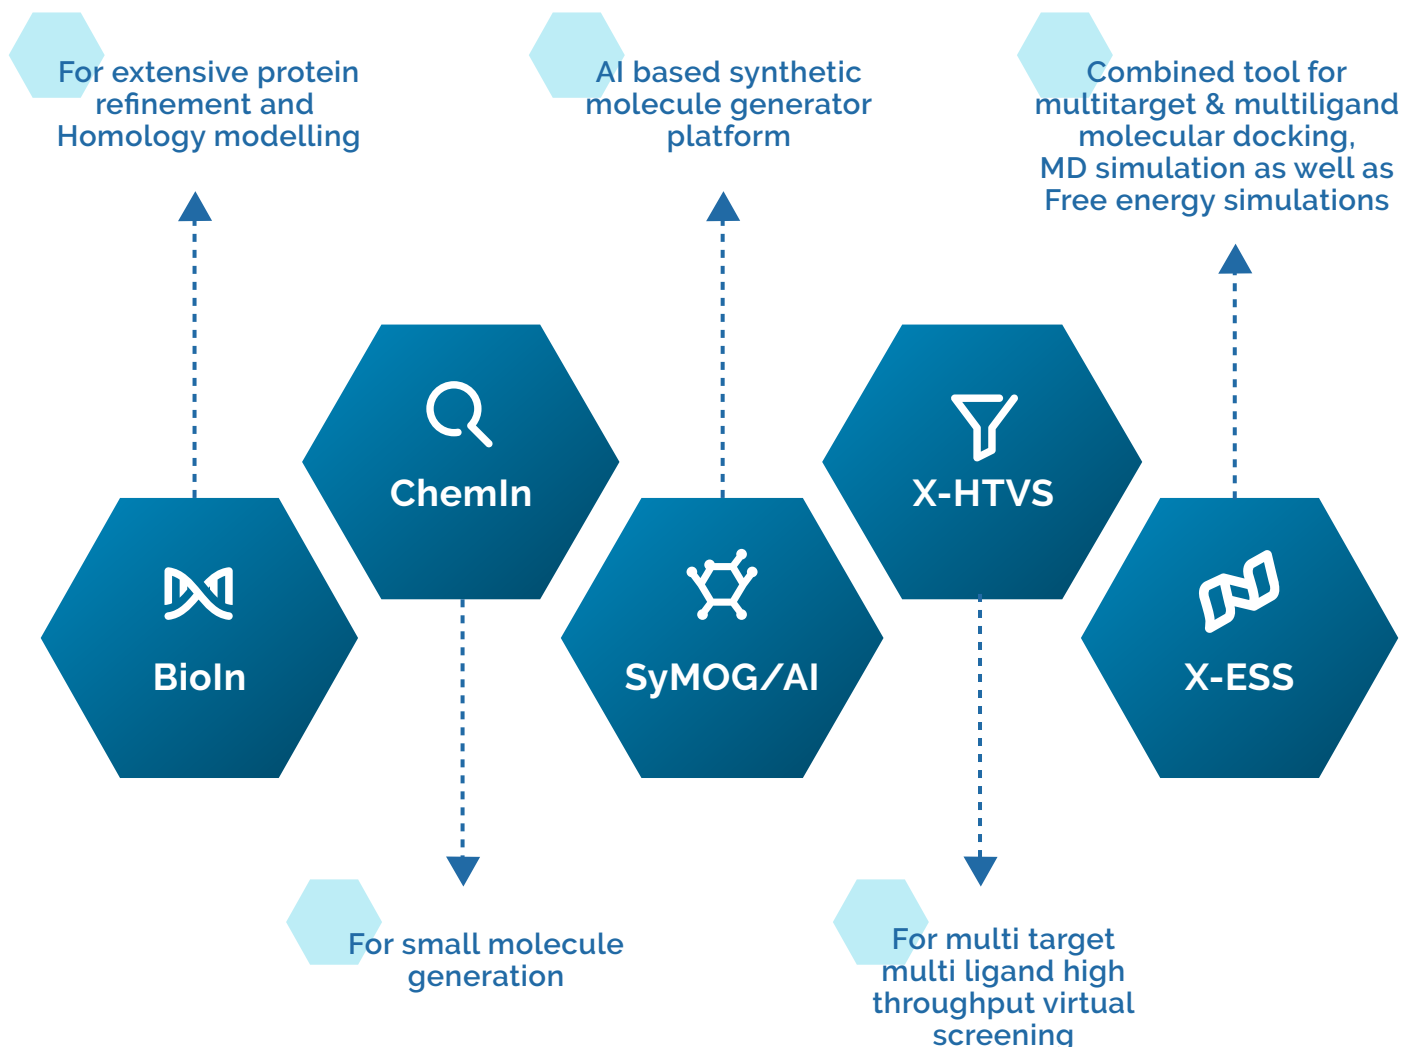 For extensive protein
refinement and
Homology modelling
AI based synthetic
molecule generator
platform
Combined tool for
multitarget & multiligand
molecular docking,
MD simulation as well as
Free energy simulations
ChemIn
X-HTVS
BioIn
SyMOG/AI
X-ESS
For small molecule
generation
For multi target
multi ligand high
throughput virtual
screening